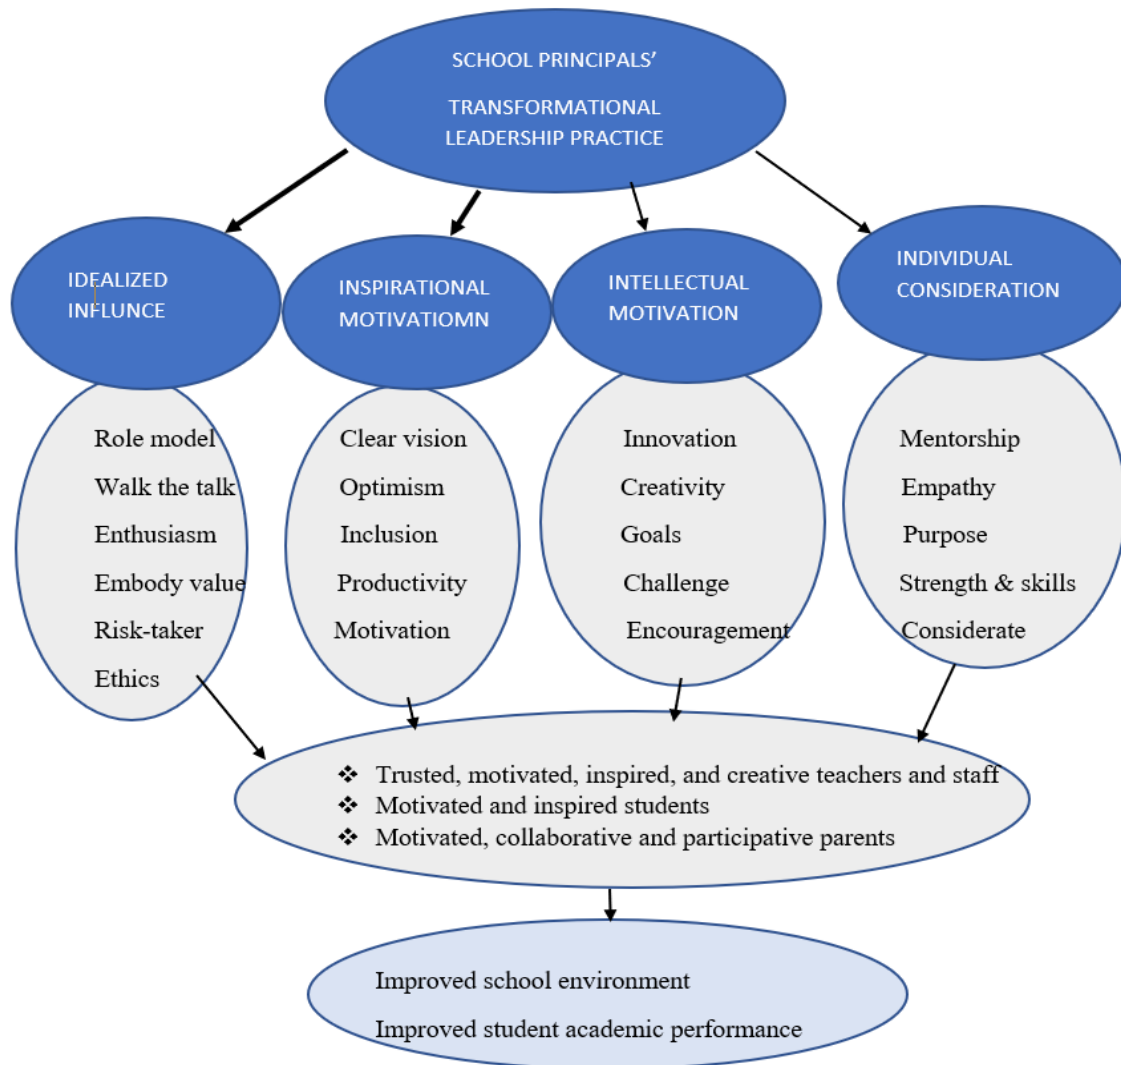 SCHOOL PRINCIPALS'
TRANSFORMATIONAL
LEADERSHIP PRACTICE
IDEALIZED
INFLUNCE
INSPIRATIONAL
MOTIVATIOMN
INTELLECTUAL
MOTIVATION
INDIVIDUAL
CONSIDERATION
Role model
Walk the talk
Enthusiasm
Embody value
Risk-taker
Ethics
Clear vision
Optimism
Inclusion
Productivity
Motivation
Innovation
Creativity
Goals
Challenge
Encouragement
Mentorship
Empathy
Purpose
Strength & skills
Considerate
❖ Trusted, motivated, inspired, and creative teachers and staff
❖ Motivated and inspired students
❖ Motivated, collaborative and participative parents
Improved school environment
Improved student academic performance